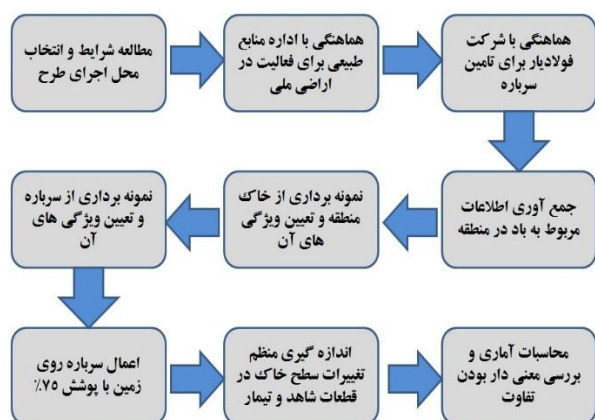 مطالعه شرایط و انتخاب
محل اجرای طرح
هماهنگی با اداره منابع
طبیعی برای فعالیت در
اراضی ملی
هماهنگی با شرکت
فولادیار برای تامین
سرباره
جمع آوری اطلاعات
مربوط به باد در منطقه
نمونه برداری از خاک
منطقه و تعیین ویژگی
های آن
نمونه برداری از سرباره
و تعیین ویژگی های
آن
اعمال سرباره روی
زمین با پوشش ۷۵٪
اندازه گیری منظم
تغییرات سطح خاک در
قطعات شاهد و تیمار
محاسبات آماری و
بررسی معنی دار بودن
تفاوت